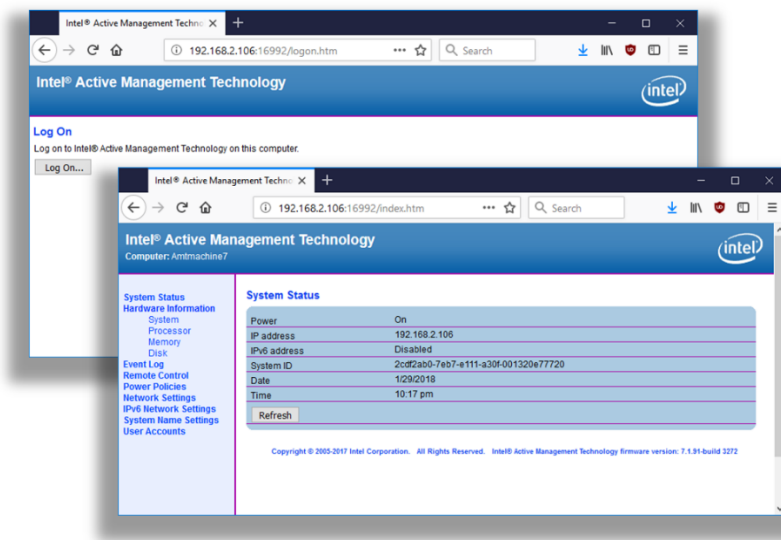 Intel® Active Management Techno
192.168.2.106:16992/logon.htm
Search
Intel® Active Management Technology
intel
Log On
Log on to Intel® Active Management Technology on this computer.
Log On...
Intel® Active Manage
Techno
192.168.2.106:16992/index.htm
Search
Intel® Active Management Technology
Computer: Amtmachine7
intel
System Status
Hardware Information
System
Processor
Memory
Disk
Event Log
Remote Control
Power Policies
Network Settings
IPv6 Network Settings
System Name Settings
User Accounts
System Status
Power On
IP address 192.168.2.106
IPv6 address Disabled
System ID 2cdf2ab0-7eb7-e111-a30f-001320e77720
Date 1/29/2018
Time 10:17 pm
Refresh
Copyright © 2005-2017 Intel Corporation. All Rights Reserved. Intel® Active Management Technology firmware version: 7.1.91-build 3272